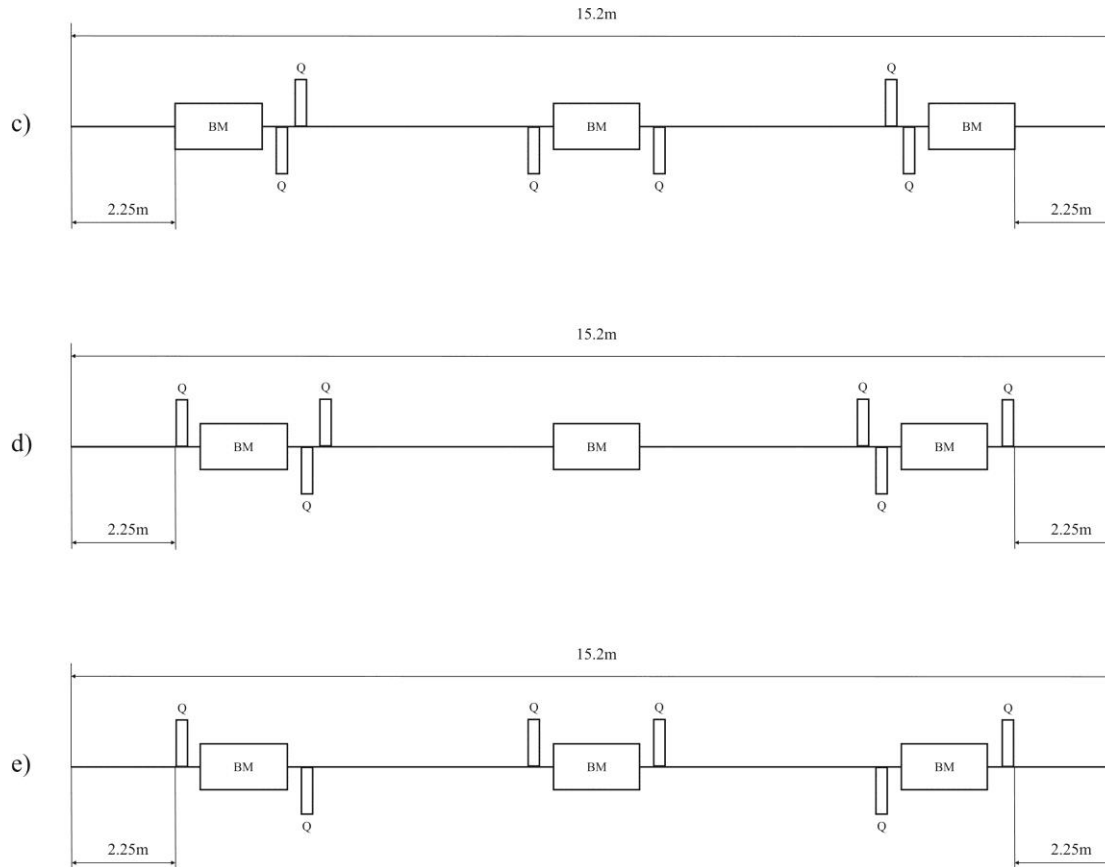 15.2m
Q Q
c) BM BM BM
Q Q Q Q
2.25m 2.25m
15.2m
Q Q Q Q
d) BM BM BM
Q Q
2.25m 2.25m
15.2m
Q Q Q Q
e) BM BM BM
Q Q
2.25m 2.25m